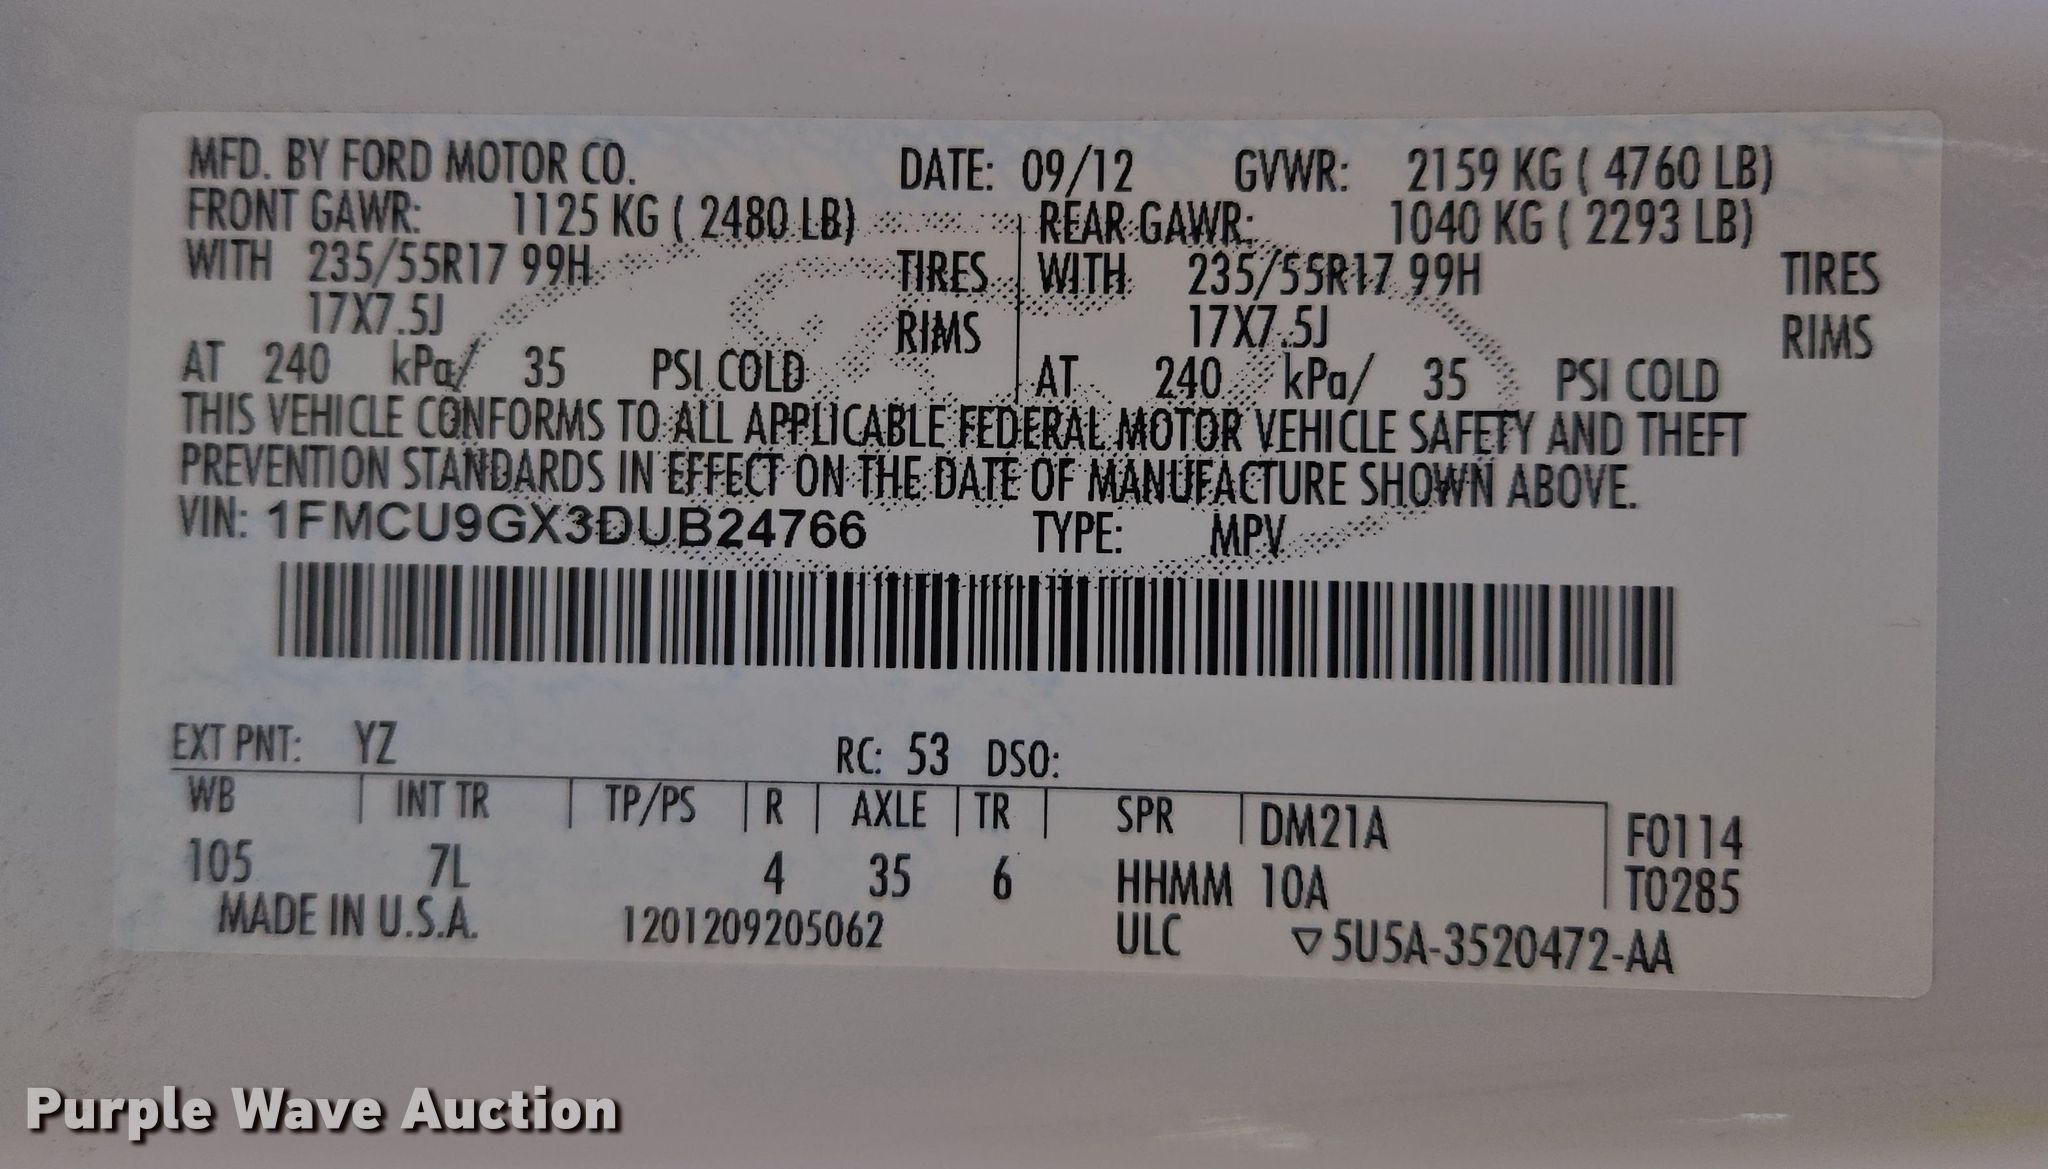 MFD. BY FORD MOTOR CO. DATE: 09/12 GVWR: 2159 KG ( 4760 LB)
FRONT GAWR: 1125 KG ( 2480 LB) REAR GAWR: 1040 KG ( 2293 LB)
WITH 235/55R17 99H TIRES WITH 235/55R17 99H TIRES
17X7.5J RIMS 17X7.5J RIMS
AT 240 kPa/ 35 PSI COLD AT 240 kPa/ 35 PSI COLD
THIS VEHICLE CONFORMS TO ALL APPLICABLE FEDERAL MOTOR VEHICLE SAFETY AND THEFT
PREVENTION STANDARDS IN EFFECT ON THE DATE OF MANUFACTURE SHOWN ABOVE.
VIN: 1FMCU9GX3DUB24766 TYPE: MPV
EXT PNT: YZ RC: 53 DSO:
WB INT TR TP/PS R AXLE TR SPR DM21A F0114
105 7L 4 35 6 HHMM 10A T0285
MADE IN U.S.A. 1201209205062 ULC ▽5U5A-3520472-AA
Purple Wave Auction